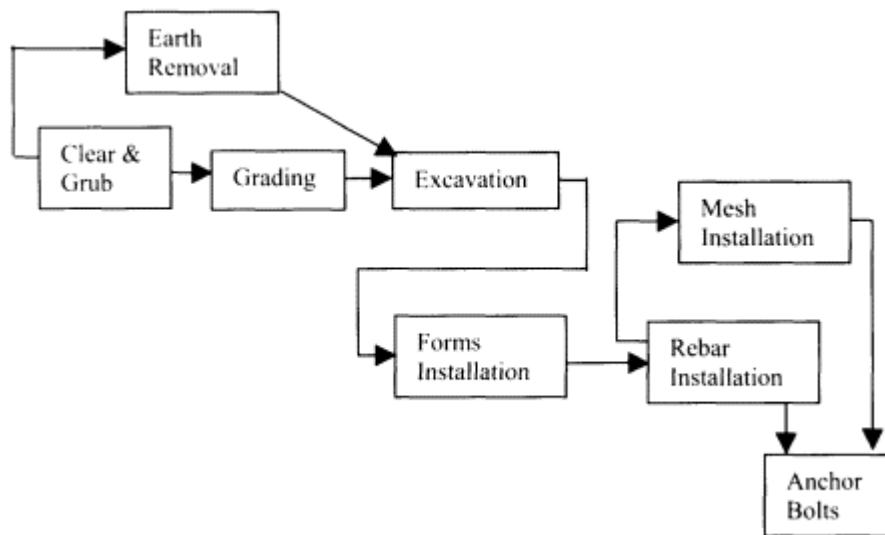 Earth
Removal
Clear &
Grub
Grading
Excavation
Mesh
Installation
Forms
Installation
Rebar
Installation
Anchor
Bolts